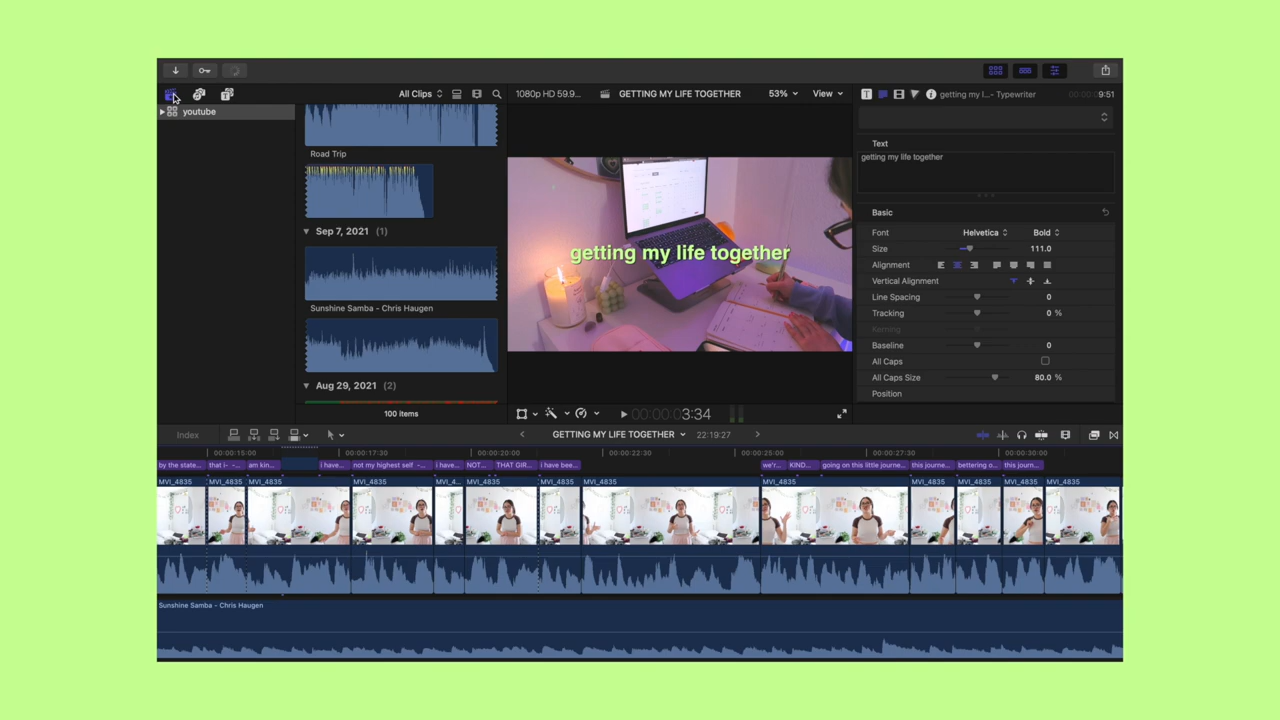 All Clips
1080p HD 59.9...
GETTING MY LIFE TOGETHER
53%
View
getting my l...- Typewriter
9:51
youtube
Road Trip
Sep 7, 2021 (1)
Sunshine Samba - Chris Haugen
Aug 29, 2021 (2)
100 items
getting my life together
00:00:00:03:34
Text
getting my life together
Basic
Font Helvetica Bold
Size 111.0
Alignment
Vertical Alignment
Line Spacing 0
Tracking 0 %
Kerning
Baseline 0
All Caps
All Caps Size 80.0 %
Position
Index
GETTING MY LIFE TOGETHER
22:19:27
00:00:15:00 00:00:17:30 00:00:20:00 00:00:22:30 00:00:25:00 00:00:27:30 00:00:30:00
by the state... that i- -... am kin... i have... not my highest self -... i have... NOT... THAT GIR... i have bee... we'r... KIND... going on this little journe... this journe... bettering o... this journ...
MVI_4835 MVI_4835 MVI_4835 MVI_4835 MVI_4... MVI_4835 MVI_4835 MVI_4835 MVI_4835 MVI_4835 MVI_4835 MVI_4835 MVI_4835
Sunshine Samba - Chris Haugen